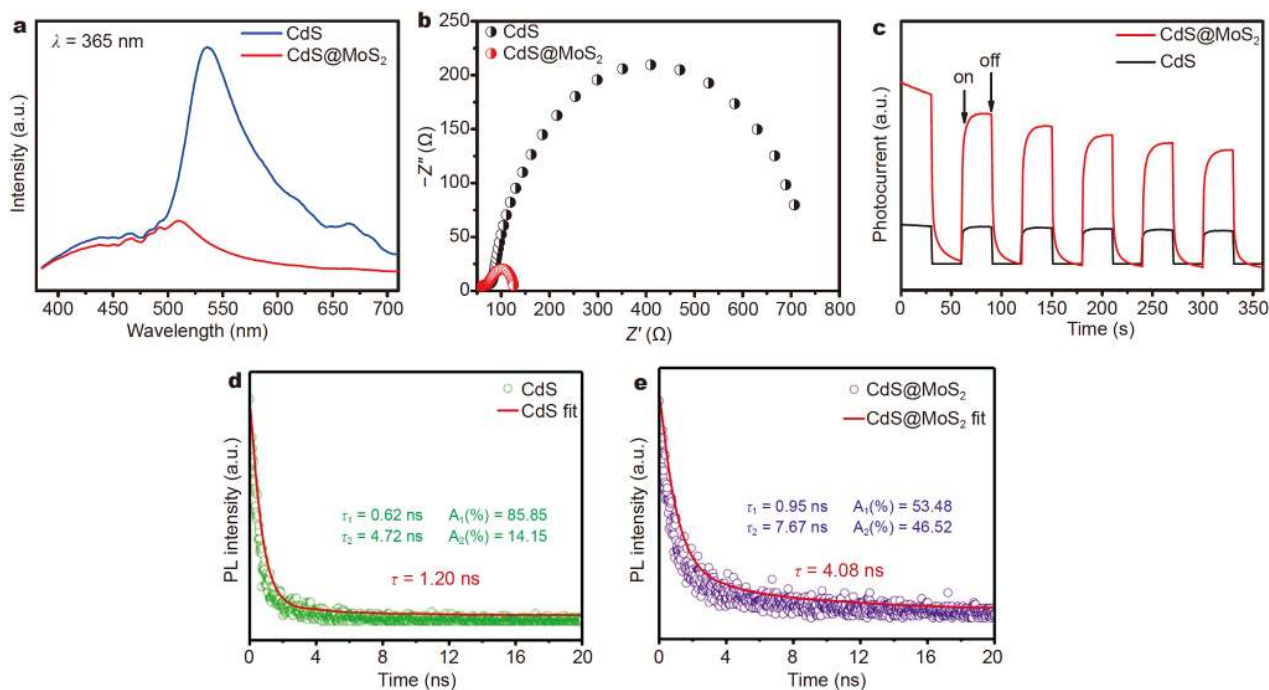 a
λ = 365 nm
CdS
CdS@MoS₂
Intensity (a.u.)
400 450 500 550 600 650 700
Wavelength (nm)
b
CdS
CdS@MoS₂
250
200
150
100
50
0
−Z″ (Ω)
100 200 300 400 500 600 700 800
Z′ (Ω)
c
CdS@MoS₂
CdS
on
off
Photocurrent (a.u.)
0 50 100 150 200 250 300 350
Time (s)
d
CdS
CdS fit
τ₁ = 0.62 ns A₁(%) = 85.85
τ₂ = 4.72 ns A₂(%) = 14.15
τ = 1.20 ns
PL intensity (a.u.)
0 4 8 12 16 20
Time (ns)
e
CdS@MoS₂
CdS@MoS₂ fit
τ₁ = 0.95 ns A₁(%) = 53.48
τ₂ = 7.67 ns A₂(%) = 46.52
τ = 4.08 ns
PL intensity (a.u.)
0 4 8 12 16 20
Time (ns)